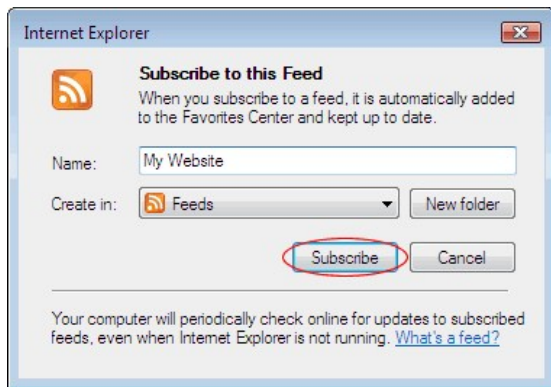 Internet Explorer
Subscribe to this Feed
When you subscribe to a feed, it is automatically added
to the Favorites Center and kept up to date.
Name: My Website
Create in: Feeds New folder
Subscribe Cancel
Your computer will periodically check online for updates to subscribed
feeds, even when Internet Explorer is not running. What's a feed?